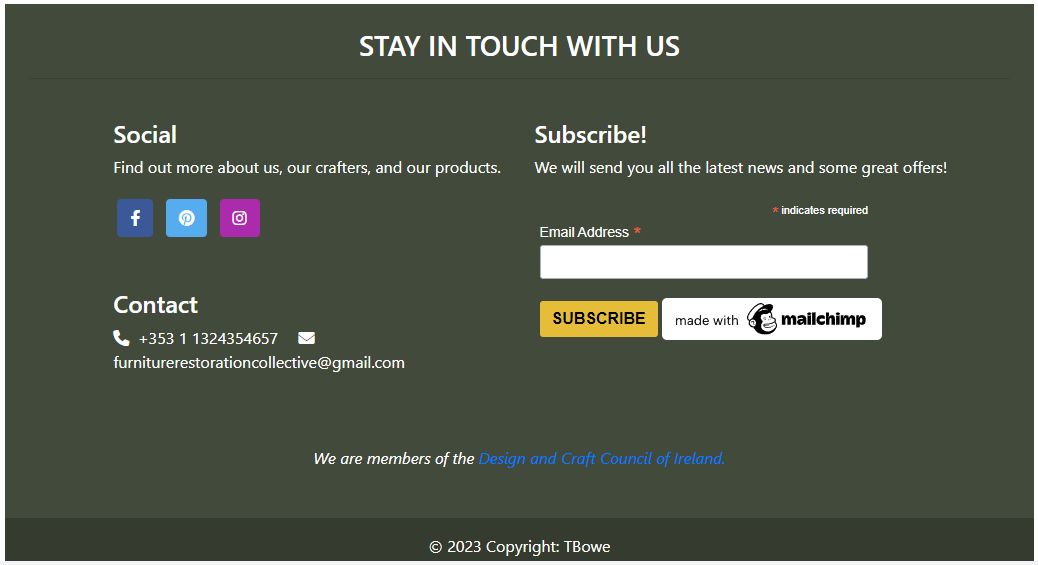 STAY IN TOUCH WITH US
Social
Find out more about us, our crafters, and our products.
Contact
+353 1 1324354657
furniturerestorationcollective@gmail.com
Subscribe!
We will send you all the latest news and some great offers!
* indicates required
Email Address *
SUBSCRIBE
made with mailchimp
We are members of the Design and Craft Council of Ireland.
© 2023 Copyright: TBowe